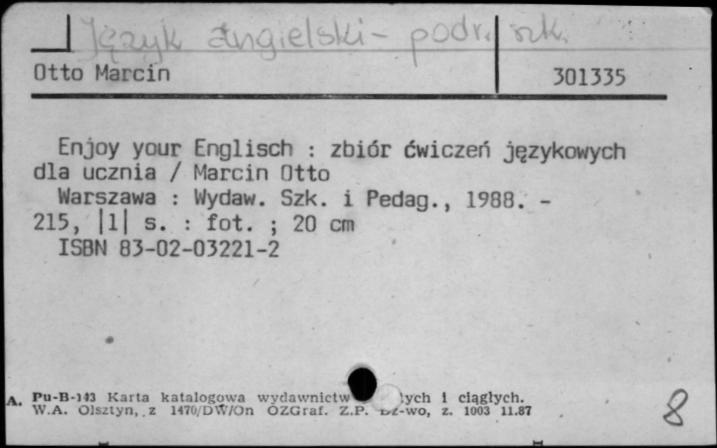 Język angielski - podr. szk.
Otto Marcin 301335
Enjoy your Englisch : zbiór ćwiczeń językowych
dla ucznia / Marcin Otto
Warszawa : Wydaw. Szk. i Pedag., 1988. -
215, |1| s. : fot. ; 20 cm
ISBN 83-02-03221-2
A. Pu-B-143 Karta katalogowa wydawnictw ych i ciągłych.
W.A. Olsztyn, z 1470/DW/On OZGraf. Z.P. Dz-wo, z. 1003 11.87
8